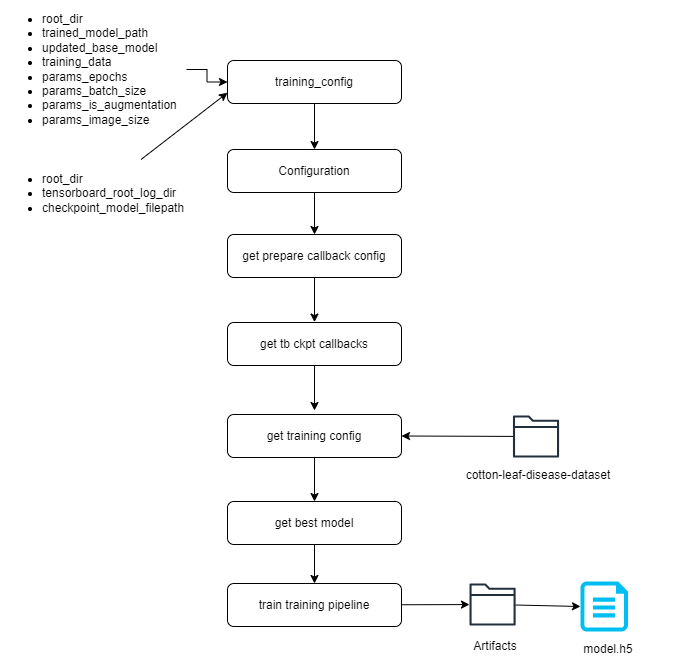 root_dir
trained_model_path
updated_base_model
training_data
params_epochs
params_batch_size
params_is_augmentation
params_image_size
training_config
Configuration
root_dir
tensorboard_root_log_dir
checkpoint_model_filepath
get prepare callback config
get tb ckpt callbacks
get training config
cotton-leaf-disease-dataset
get best model
train training pipeline
Artifacts
model.h5